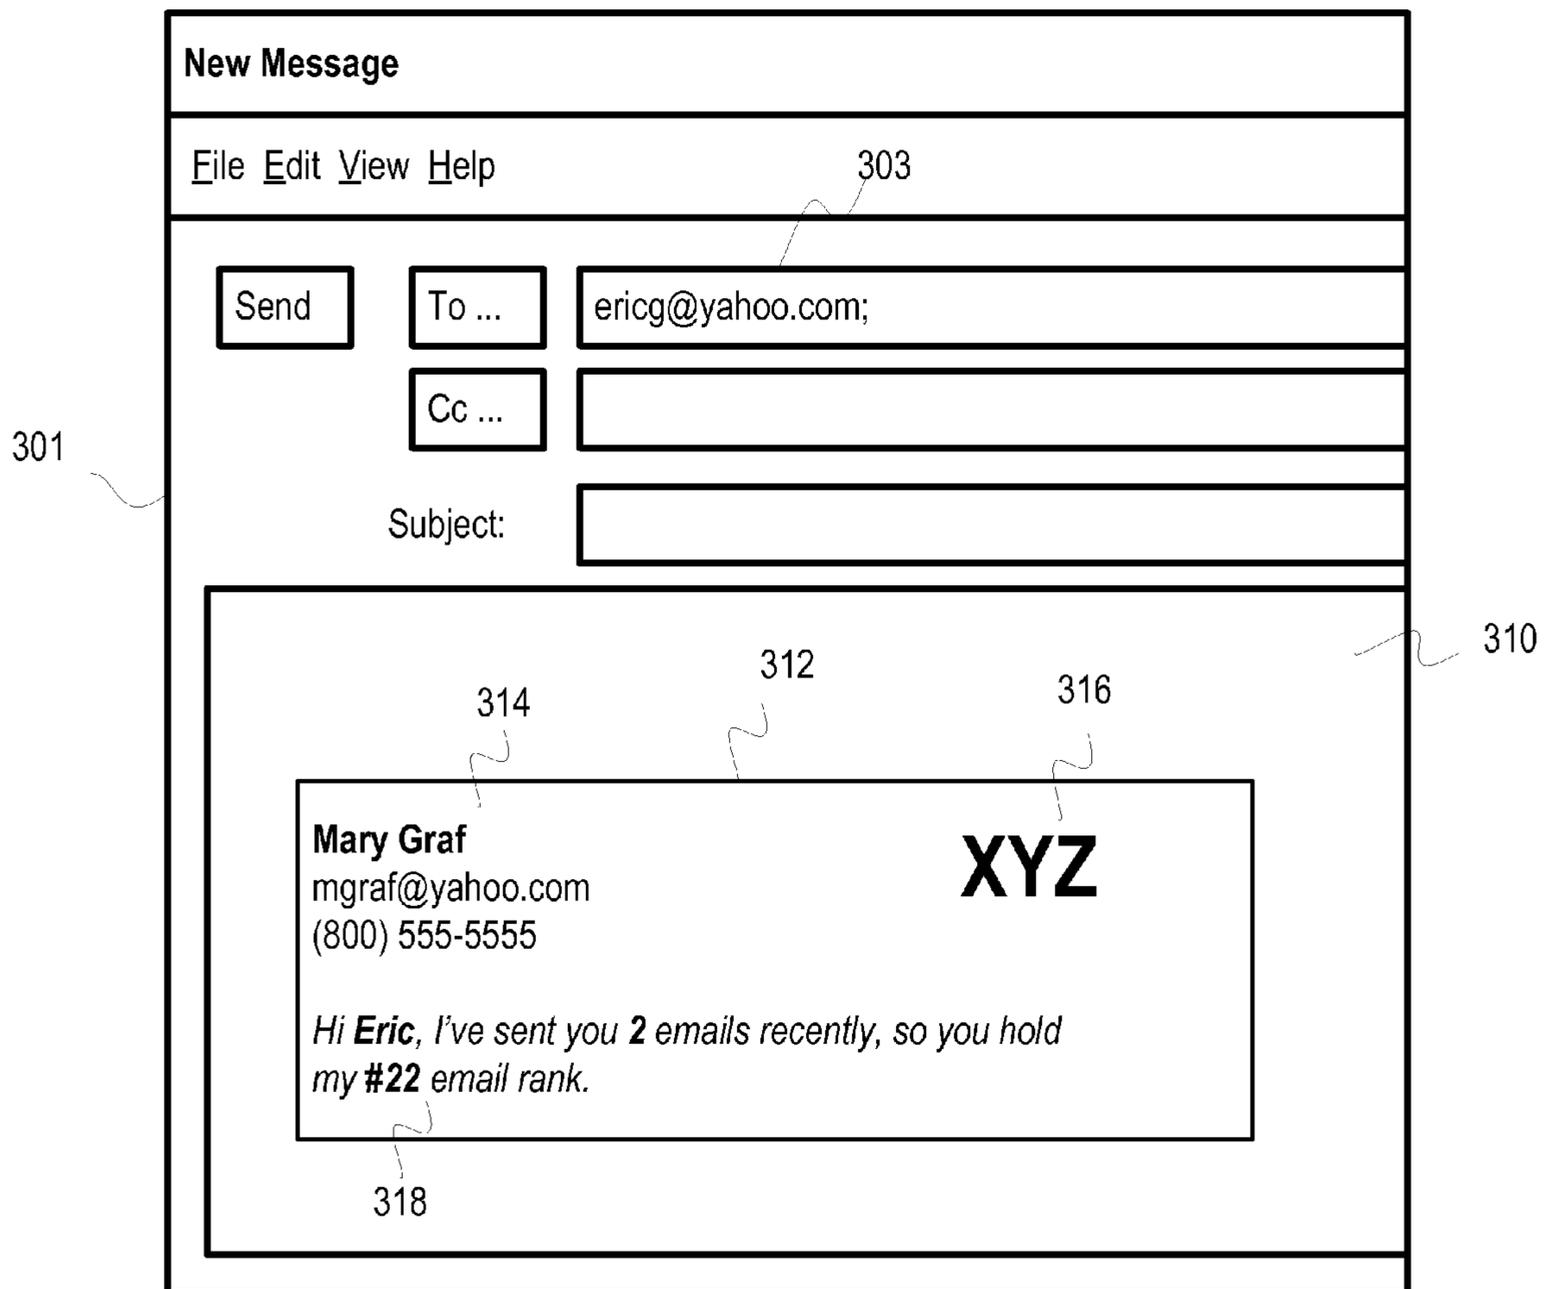 New Message
File Edit View Help
303
Send To ... ericg@yahoo.com;
Cc ...
301
Subject:
310
312
314
316
Mary Graf
XYZ
mgraf@yahoo.com
(800) 555-5555
Hi Eric, I've sent you 2 emails recently, so you hold
my #22 email rank.
318